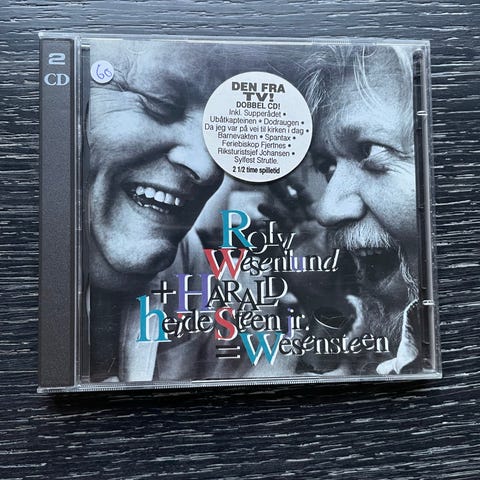 2
CD
60
DEN FRA
TV!
DOBBEL CD!
Inkl. Supperådet •
Ubåtkapteinen • Dodraugen •
Da jeg var på vei til kirken i dag •
Barnevakten • Spantax •
Feriebiskop Fjertnes •
Riksturistsjef Johansen •
Sylfest Strutle.
2 1/2 time spilletid
Rolv
Wesenlund
+ HARALD
heide Steen jr.
= Wesensteen